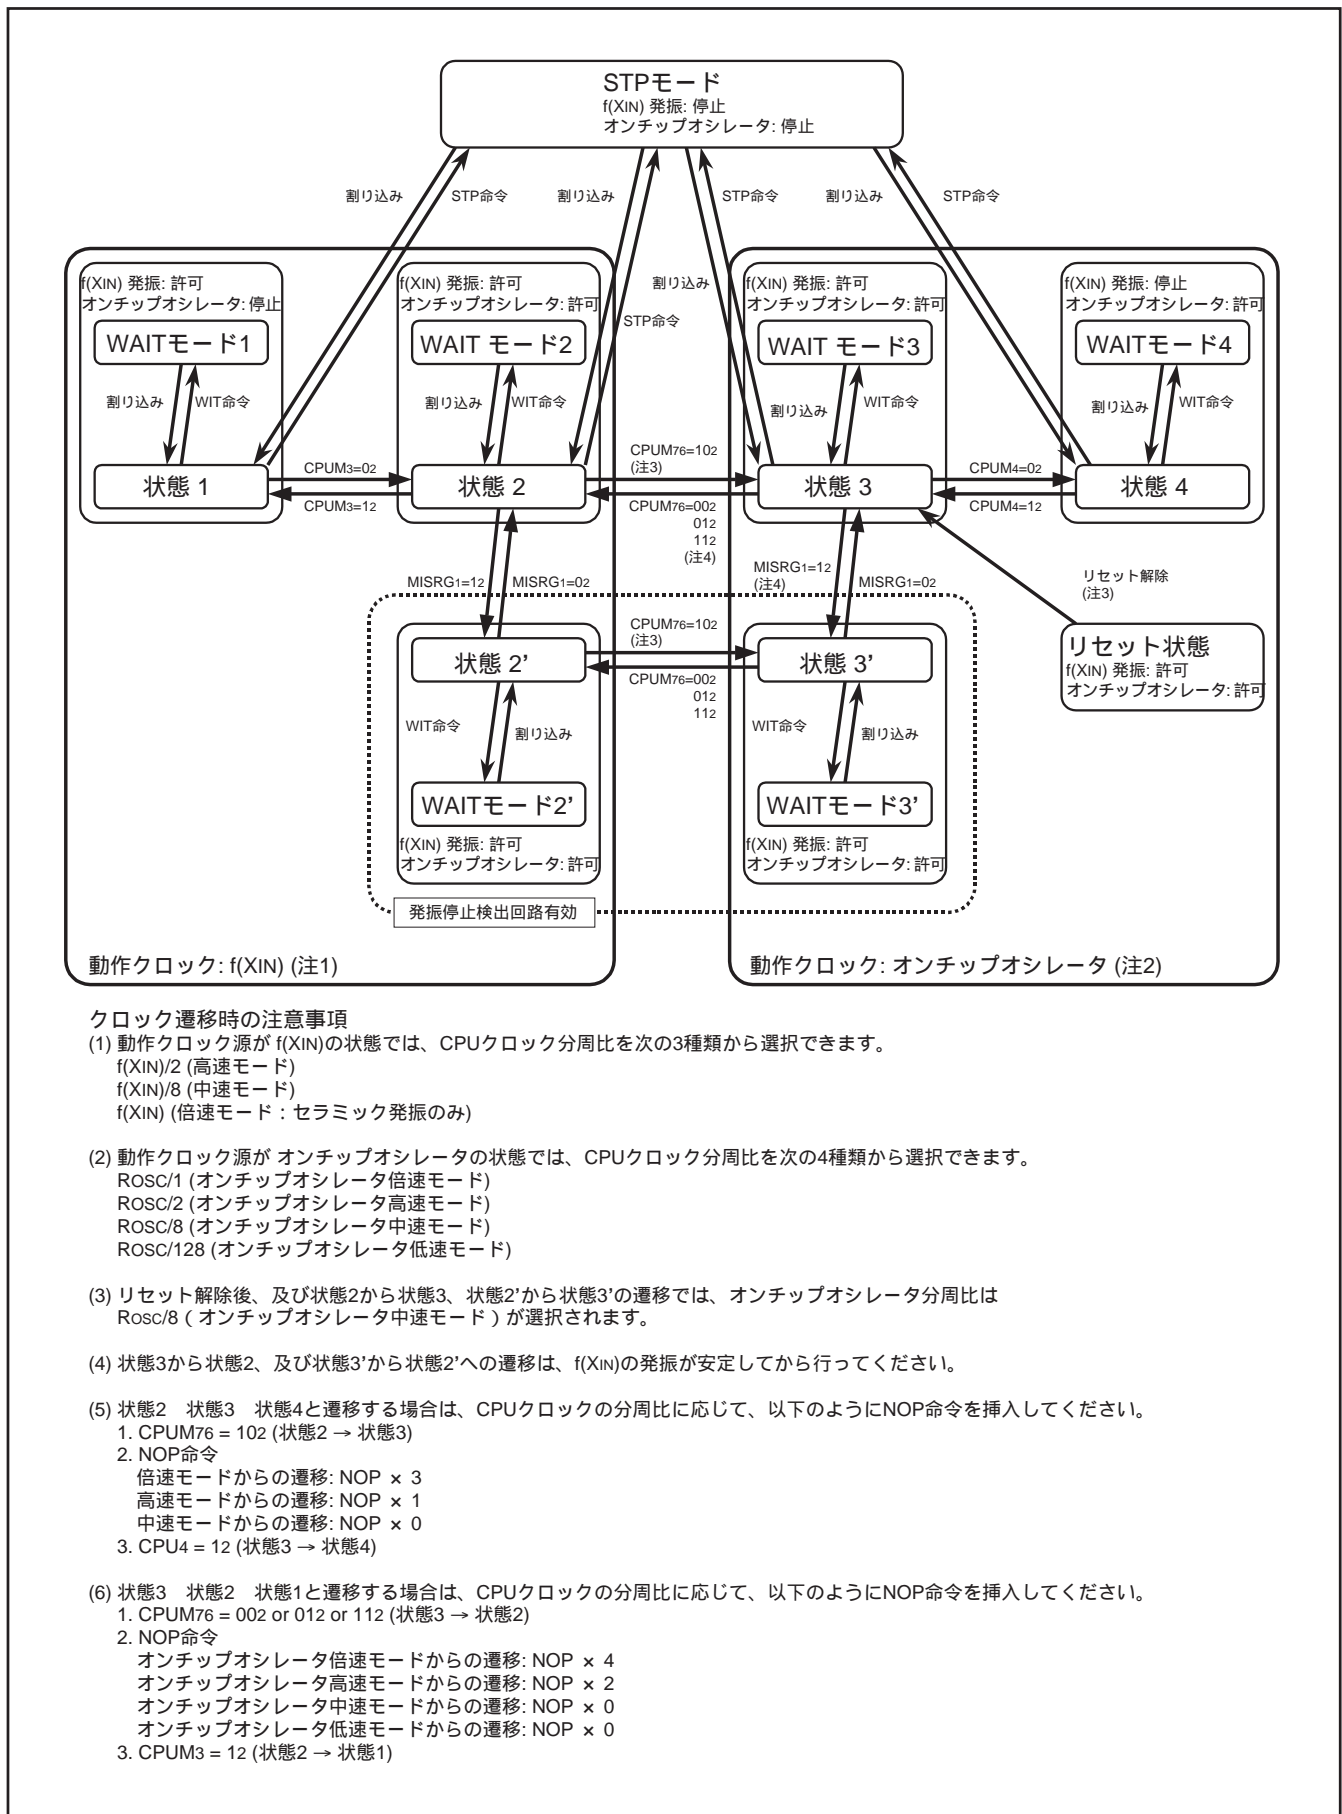 STPモード
f(XIN) 発振: 停止
オンチップオシレータ: 停止
割り込み
STP命令
割り込み
STP命令
割り込み
STP命令
割り込み
STP命令
f(XIN) 発振: 許可
オンチップオシレータ: 停止
WAITモード1
割り込み
WIT命令
状態 1
f(XIN) 発振: 許可
オンチップオシレータ: 許可
WAIT モード2
割り込み
WIT命令
状態 2
f(XIN) 発振: 許可
オンチップオシレータ: 許可
WAIT モード3
割り込み
WIT命令
状態 3
f(XIN) 発振: 停止
オンチップオシレータ: 許可
WAITモード4
割り込み
WIT命令
状態 4
CPUM3=02
CPUM3=12
CPUM76=102
(注3)
CPUM76=002
012
112
(注4)
CPUM4=02
CPUM4=12
MISRG1=12
MISRG1=02
MISRG1=12
(注4)
MISRG1=02
リセット解除
(注3)
リセット状態
f(XIN) 発振: 許可
オンチップオシレータ: 許可
状態 2’
WIT命令
割り込み
WAITモード2’
f(XIN) 発振: 許可
オンチップオシレータ: 許可
CPUM76=102
(注3)
CPUM76=002
012
112
状態 3’
WIT命令
割り込み
WAITモード3’
f(XIN) 発振: 許可
オンチップオシレータ: 許可
発振停止検出回路有効
動作クロック: f(XIN) (注1)
動作クロック: オンチップオシレータ (注2)
クロック遷移時の注意事項
(1) 動作クロック源が f(XIN)の状態では、CPUクロック分周比を次の3種類から選択できます。
f(XIN)/2 (高速モード)
f(XIN)/8 (中速モード)
f(XIN) (倍速モード：セラミック発振のみ)
(2) 動作クロック源が オンチップオシレータの状態では、CPUクロック分周比を次の4種類から選択できます。
ROSC/1 (オンチップオシレータ倍速モード)
ROSC/2 (オンチップオシレータ高速モード)
ROSC/8 (オンチップオシレータ中速モード)
ROSC/128 (オンチップオシレータ低速モード)
(3) リセット解除後、及び状態2から状態3、状態2’から状態3’の遷移では、オンチップオシレータ分周比は
ROSC/8（オンチップオシレータ中速モード）が選択されます。
(4) 状態3から状態2、及び状態3’から状態2’への遷移は、f(XIN)の発振が安定してから行ってください。
(5) 状態2　状態3　状態4と遷移する場合は、CPUクロックの分周比に応じて、以下のようにNOP命令を挿入してください。
1. CPUM76 = 102 (状態2 → 状態3)
2. NOP命令
倍速モードからの遷移: NOP × 3
高速モードからの遷移: NOP × 1
中速モードからの遷移: NOP × 0
3. CPU4 = 12 (状態3 → 状態4)
(6) 状態3　状態2　状態1と遷移する場合は、CPUクロックの分周比に応じて、以下のようにNOP命令を挿入してください。
1. CPUM76 = 002 or 012 or 112 (状態3 → 状態2)
2. NOP命令
オンチップオシレータ倍速モードからの遷移: NOP × 4
オンチップオシレータ高速モードからの遷移: NOP × 2
オンチップオシレータ中速モードからの遷移: NOP × 0
オンチップオシレータ低速モードからの遷移: NOP × 0
3. CPUM3 = 12 (状態2 → 状態1)